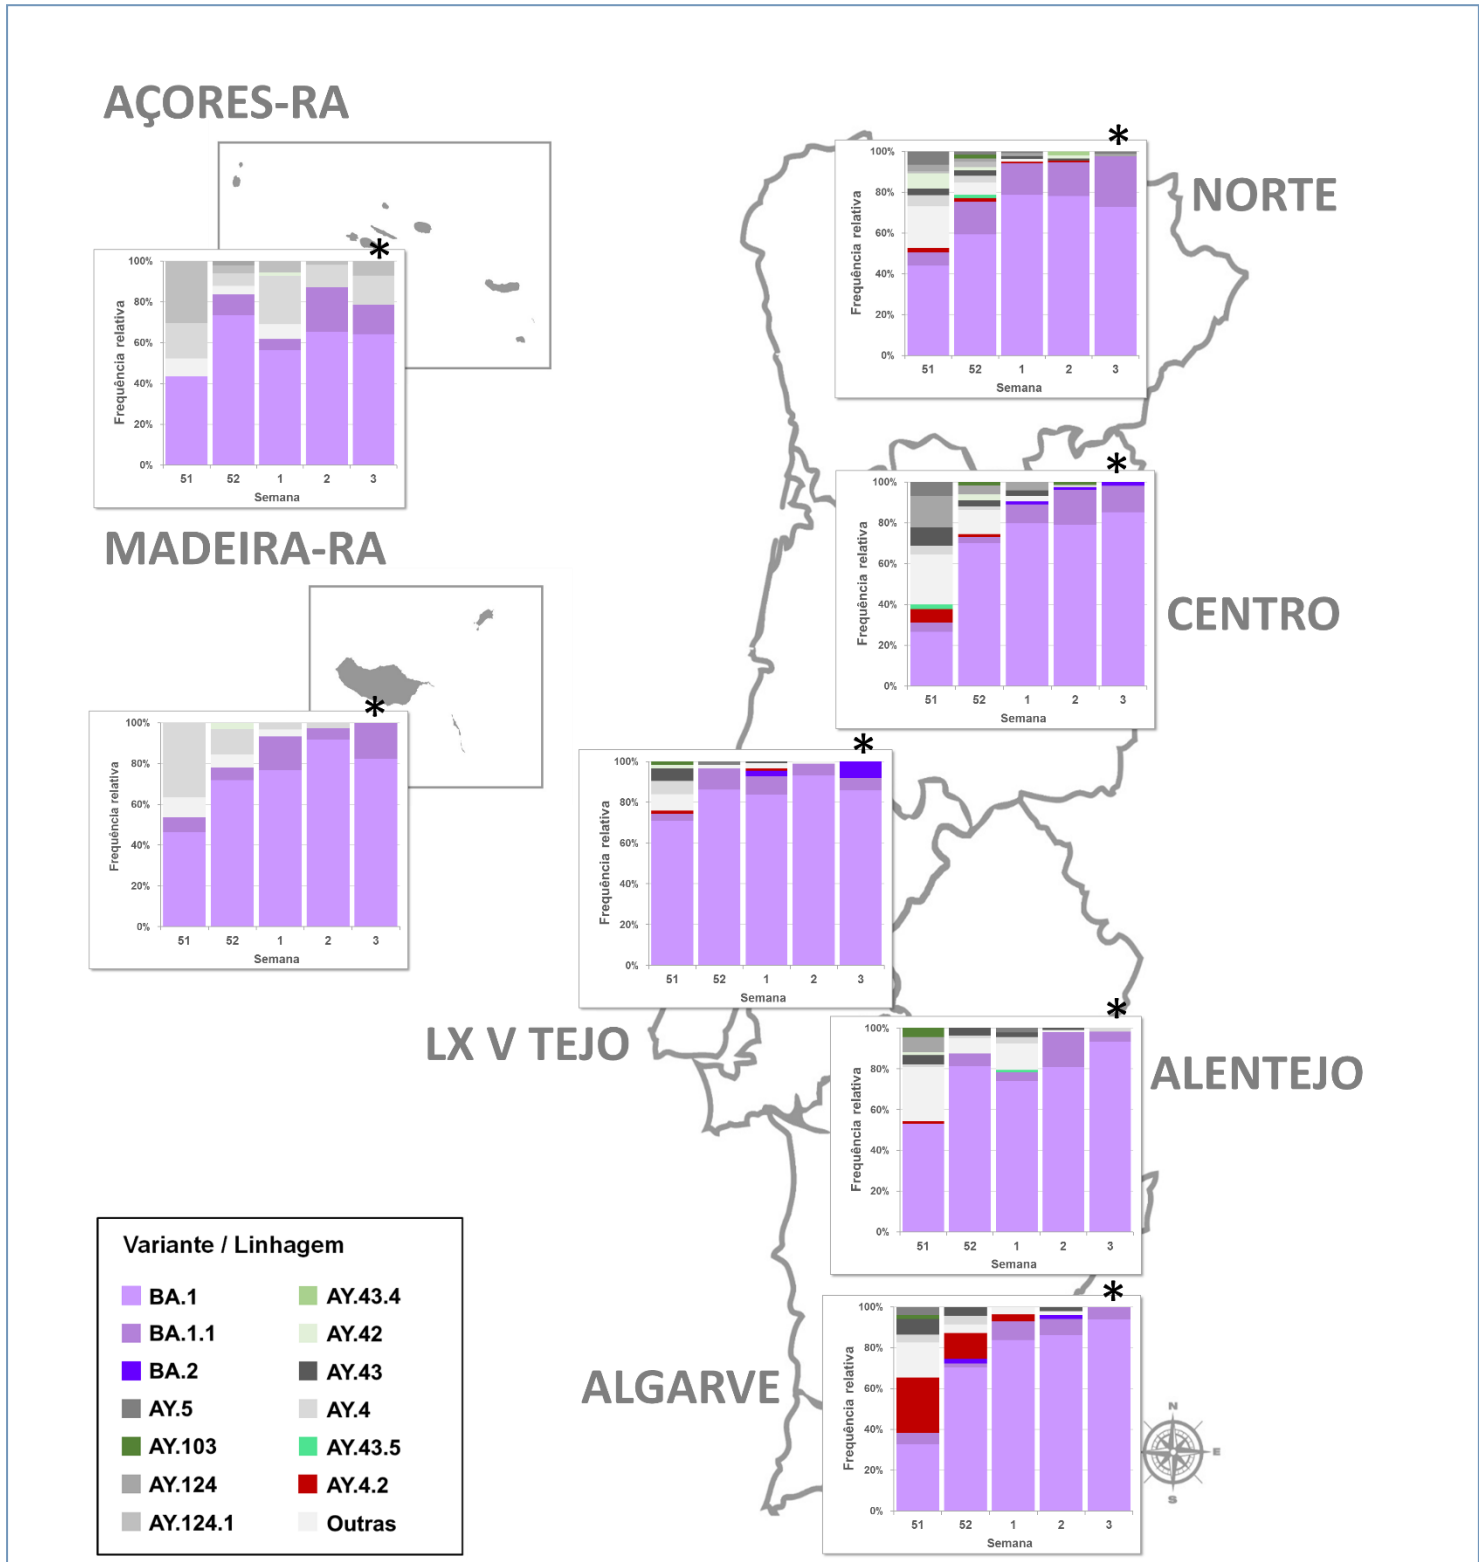 AÇORES-RA
*
Frequência relativa
100%
80%
60%
40%
20%
0%
51 52 1 2 3
Semana
MADEIRA-RA
*
Frequência relativa
100%
80%
60%
40%
20%
0%
51 52 1 2 3
Semana
NORTE
*
Frequência relativa
100%
80%
60%
40%
20%
0%
51 52 1 2 3
Semana
CENTRO
*
Frequência relativa
100%
80%
60%
40%
20%
0%
51 52 1 2 3
Semana
LX V TEJO
*
Frequência relativa
100%
80%
60%
40%
20%
0%
51 52 1 2 3
Semana
ALENTEJO
*
Frequência relativa
100%
80%
60%
40%
20%
0%
51 52 1 2 3
Semana
ALGARVE
*
Frequência relativa
100%
80%
60%
40%
20%
0%
51 52 1 2 3
Semana
Variante / Linhagem
BA.1
BA.1.1
BA.2
AY.5
AY.103
AY.124
AY.124.1
AY.43.4
AY.42
AY.43
AY.4
AY.43.5
AY.4.2
Outras
N
E
S